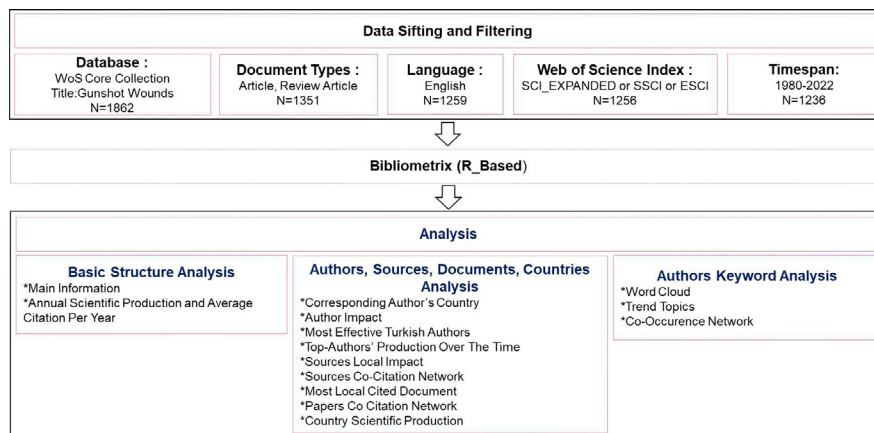 Data Sifting and Filtering
Database :
WoS Core Collection
Title:Gunshot Wounds
N=1862
Document Types :
Article, Review Article
N=1351
Language :
English
N=1259
Web of Science Index :
SCI_EXPANDED or SSCI or ESCI
N=1256
Timespan:
1980-2022
N=1236
Bibliometrix (R_Based)
Analysis
Basic Structure Analysis
*Main Information
*Annual Scientific Production and Average
Citation Per Year
Authors, Sources, Documents, Countries
Analysis
*Corresponding Author's Country
*Author Impact
*Most Effective Turkish Authors
*Top-Authors' Production Over The Time
*Sources Local Impact
*Sources Co-Citation Network
*Most Local Cited Document
*Papers Co Citation Network
*Country Scientific Production
Authors Keyword Analysis
*Word Cloud
*Trend Topics
*Co-Occurence Network